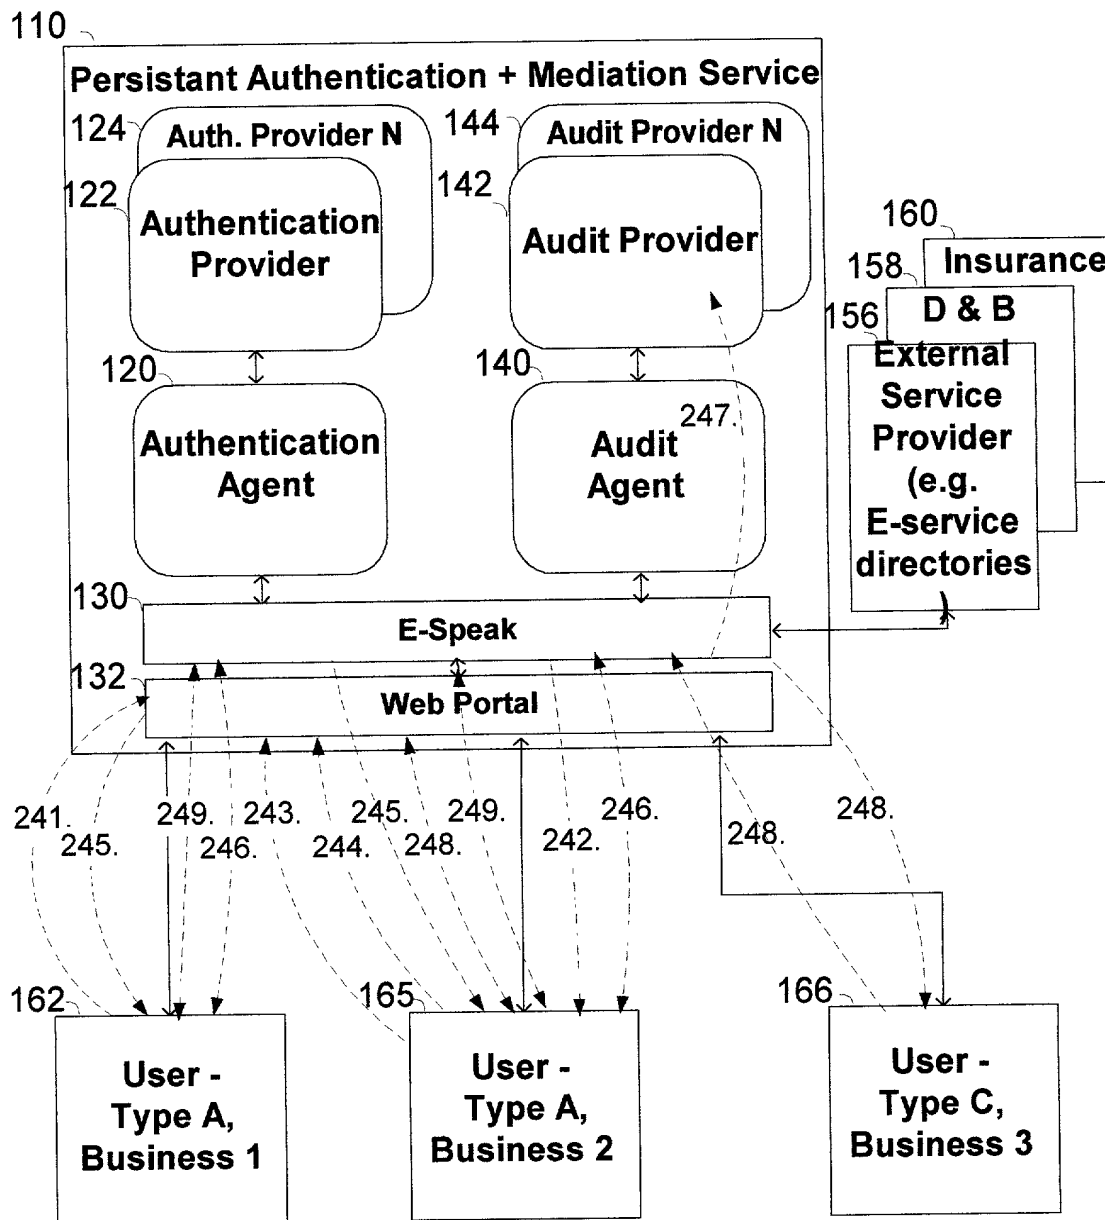 110
Persistant Authentication + Mediation Service
124
Auth. Provider N
144
Audit Provider N
122
Authentication
Provider
142
Audit Provider
160
Insurance
158
D & B
156
External
Service
Provider
(e.g.
E-service
directories
)
120
Authentication
Agent
140
Audit
Agent
247.
130
E-Speak
132
Web Portal
241.
245.
249.
246.
243.
244.
245.
248.
249.
242.
246.
248.
248.
162
User -
Type A,
Business 1
165
User -
Type A,
Business 2
166
User -
Type C,
Business 3